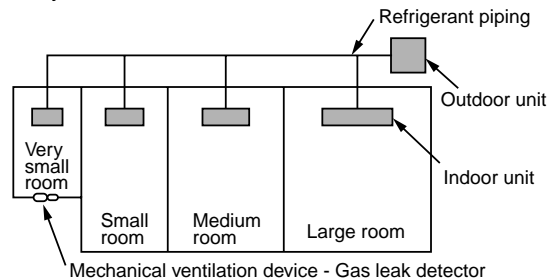 Refrigerant piping
Outdoor unit
Very
small
room
Indoor unit
Small
room
Medium
room
Large room
Mechanical ventilation device - Gas leak detector